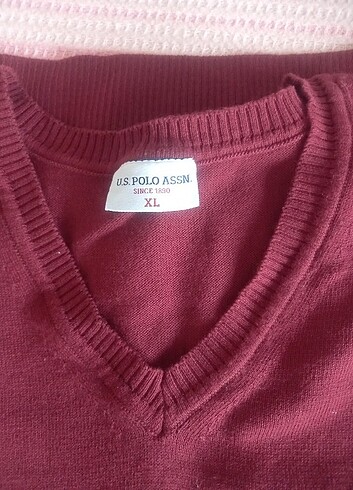 U.S. POLO ASSN.
SINCE 1890
XL